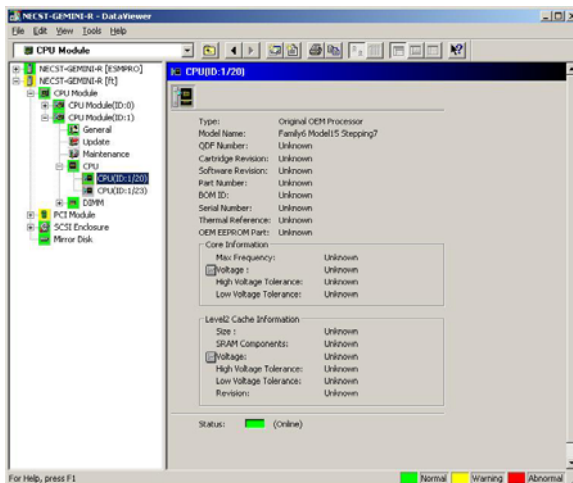 NECST-GEMINI-R - DataViewer
File Edit View Tools Help
CPU Module
NECST-GEMINI-R [ESMPRO]
NECST-GEMINI-R [ft]
CPU Module
CPU Module(ID:0)
CPU Module(ID:1)
General
Update
Maintenance
CPU
CPU(ID:1/20)
CPU(ID:1/23)
DIMM
PCI Module
SCSI Enclosure
Mirror Disk
CPU(ID:1/20)
Type: Original OEM Processor
Model Name: Family6 Model15 Stepping7
QDF Number: Unknown
Cartridge Revision: Unknown
Software Revision: Unknown
Part Number: Unknown
BOM ID: Unknown
Serial Number: Unknown
Thermal Reference: Unknown
OEM EEPROM Part: Unknown
Core Information
Max Frequency: Unknown
Voltage : Unknown
High Voltage Tolerance: Unknown
Low Voltage Tolerance: Unknown
Level2 Cache Information
Size : Unknown
SRAM Components: Unknown
Voltage: Unknown
High Voltage Tolerance: Unknown
Low Voltage Tolerance: Unknown
Revision: Unknown
Status: (Online)
For Help, press F1
Normal Warning Abnormal